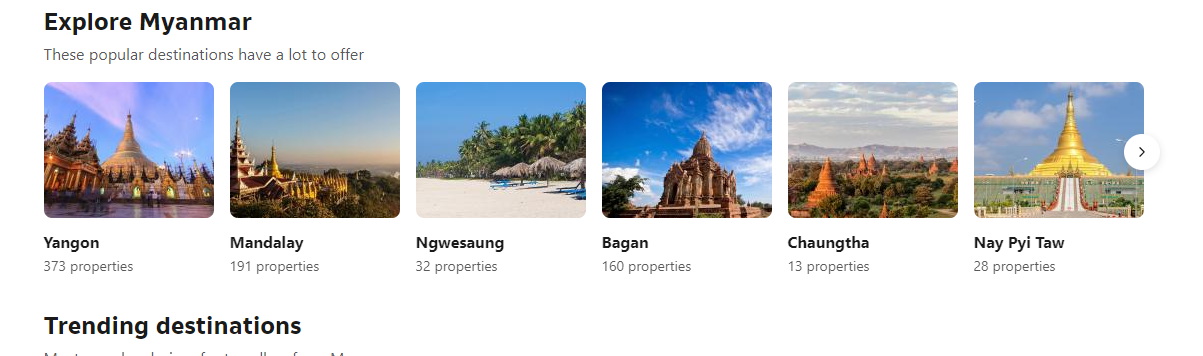 Explore Myanmar
These popular destinations have a lot to offer
Yangon
373 properties
Mandalay
191 properties
Ngwesaung
32 properties
Bagan
160 properties
Chaungtha
13 properties
Nay Pyi Taw
28 properties
Trending destinations